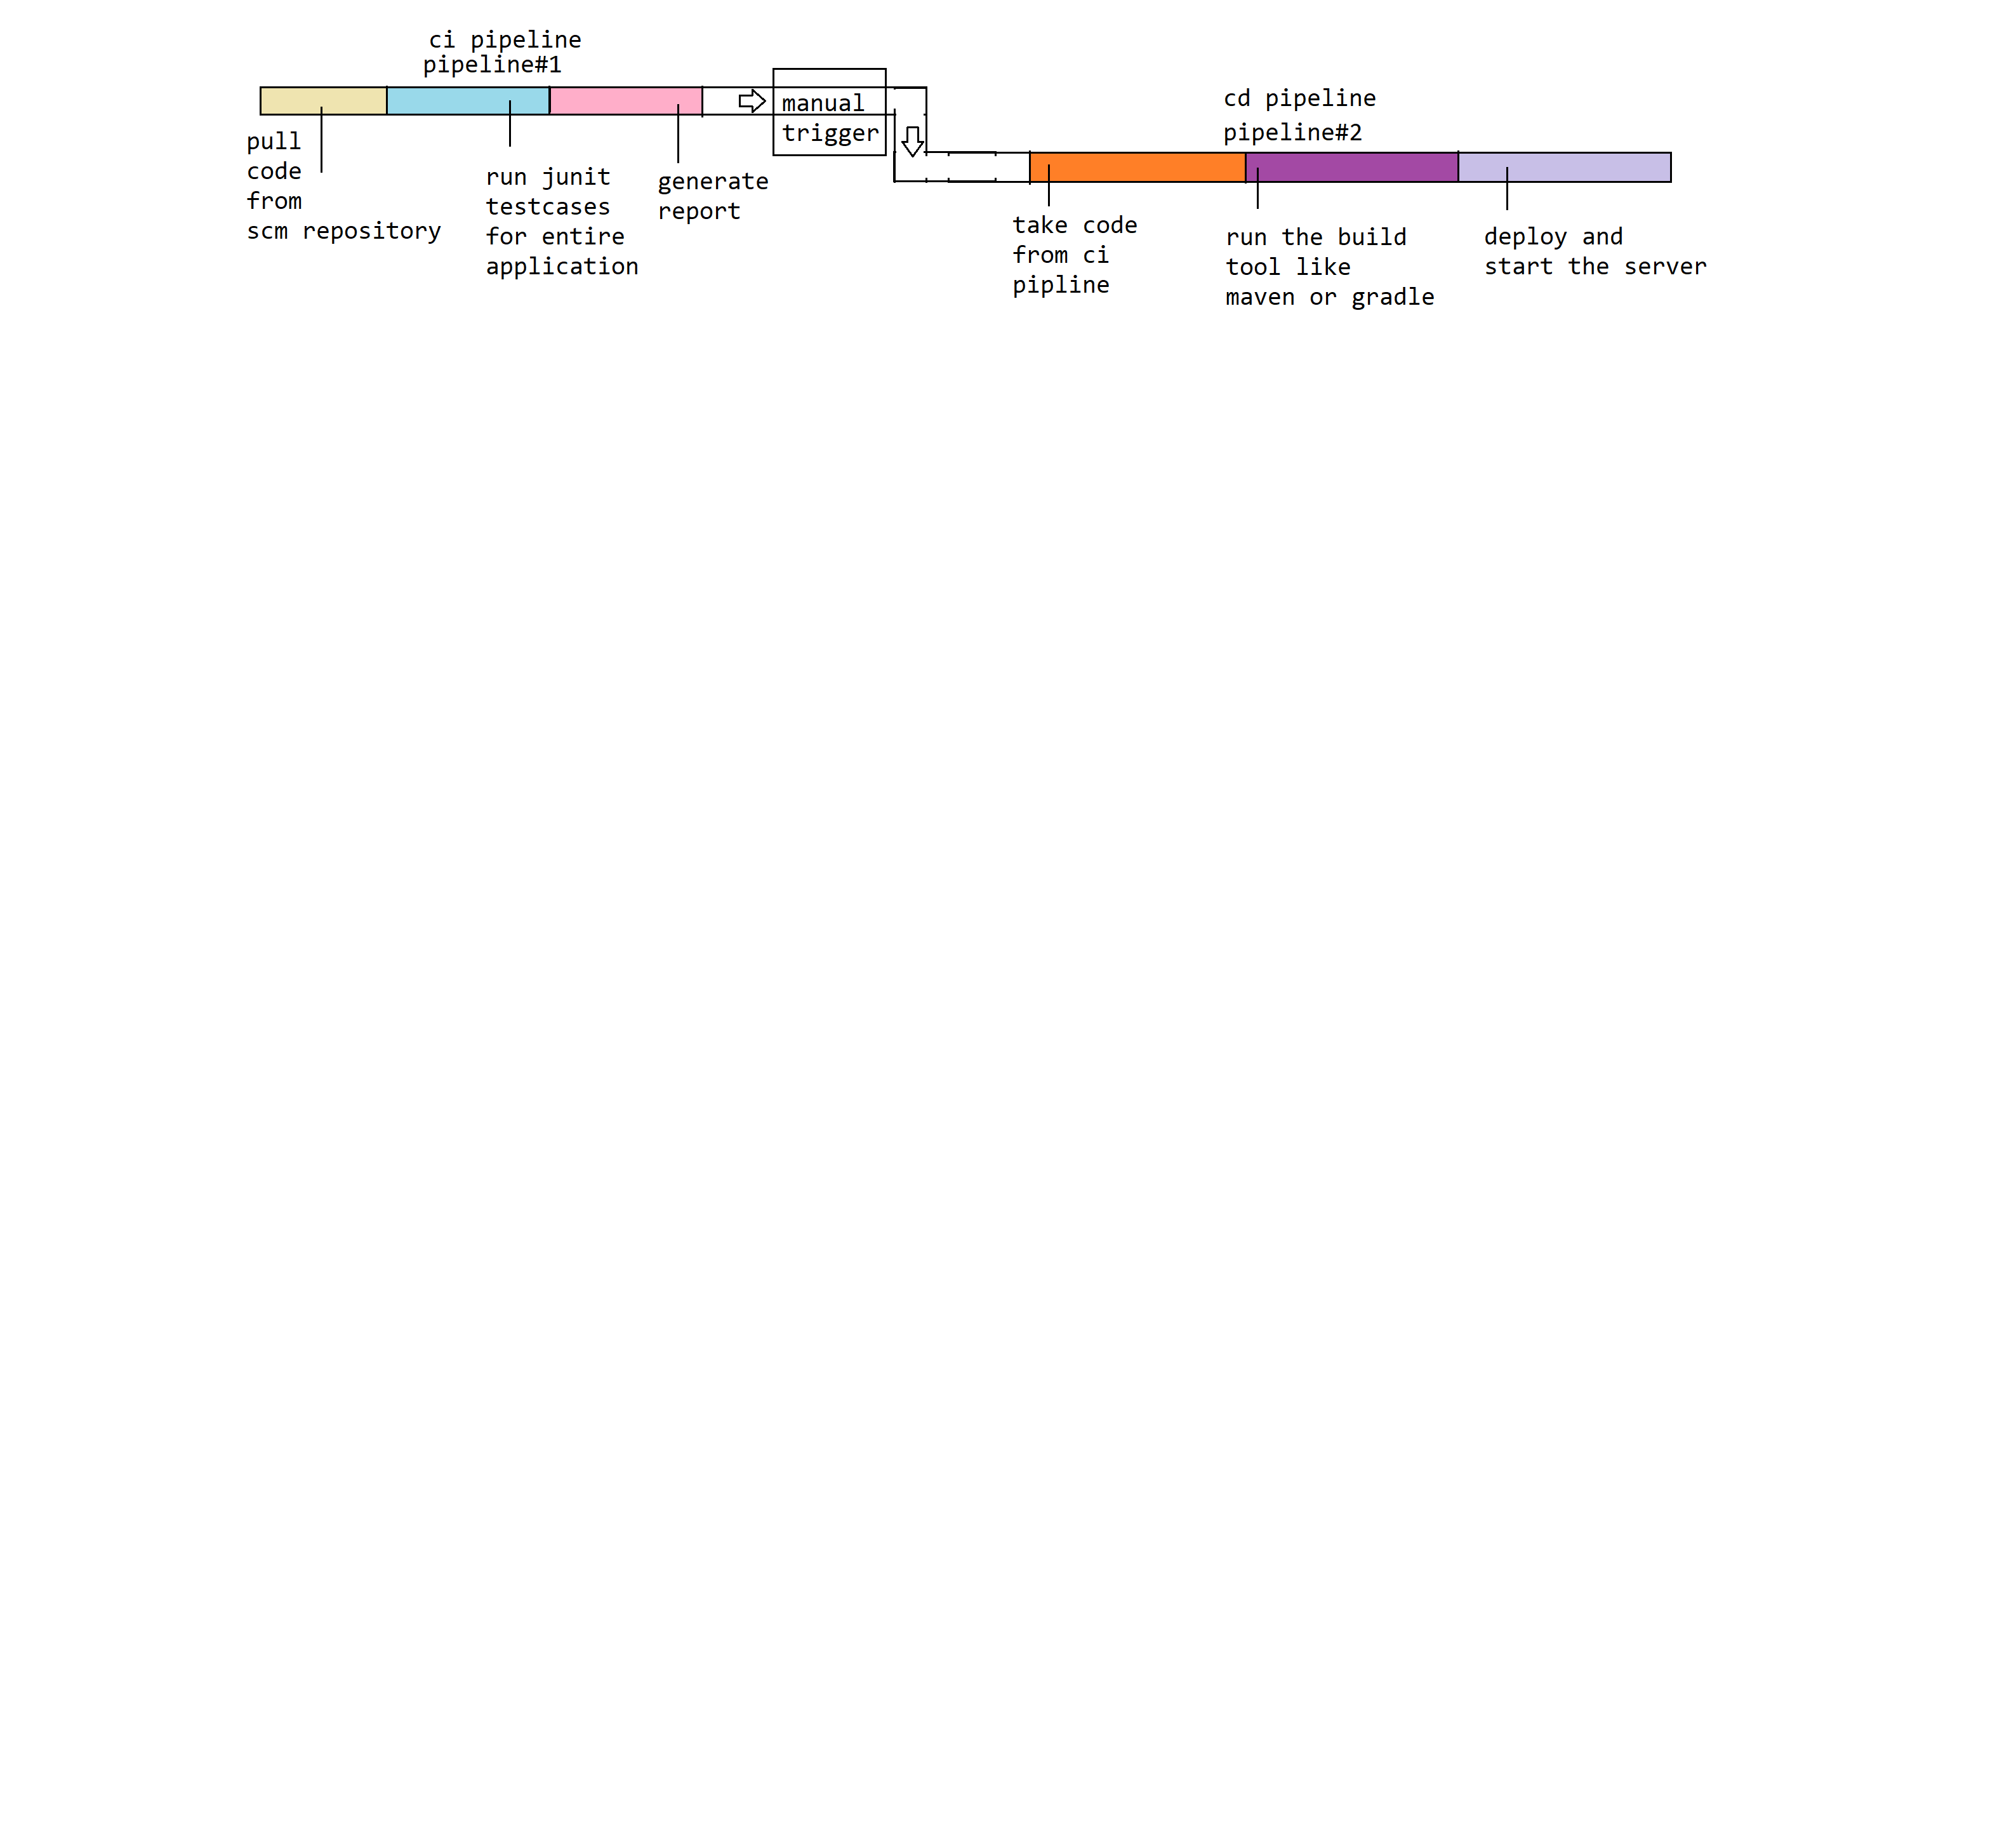 ci pipeline
pipeline#1
pull
code
from
scm repository
run junit
testcases
for entire
application
generate
report
manual
trigger
cd pipeline
pipeline#2
take code
from ci
pipline
run the build
tool like
maven or gradle
deploy and
start the server